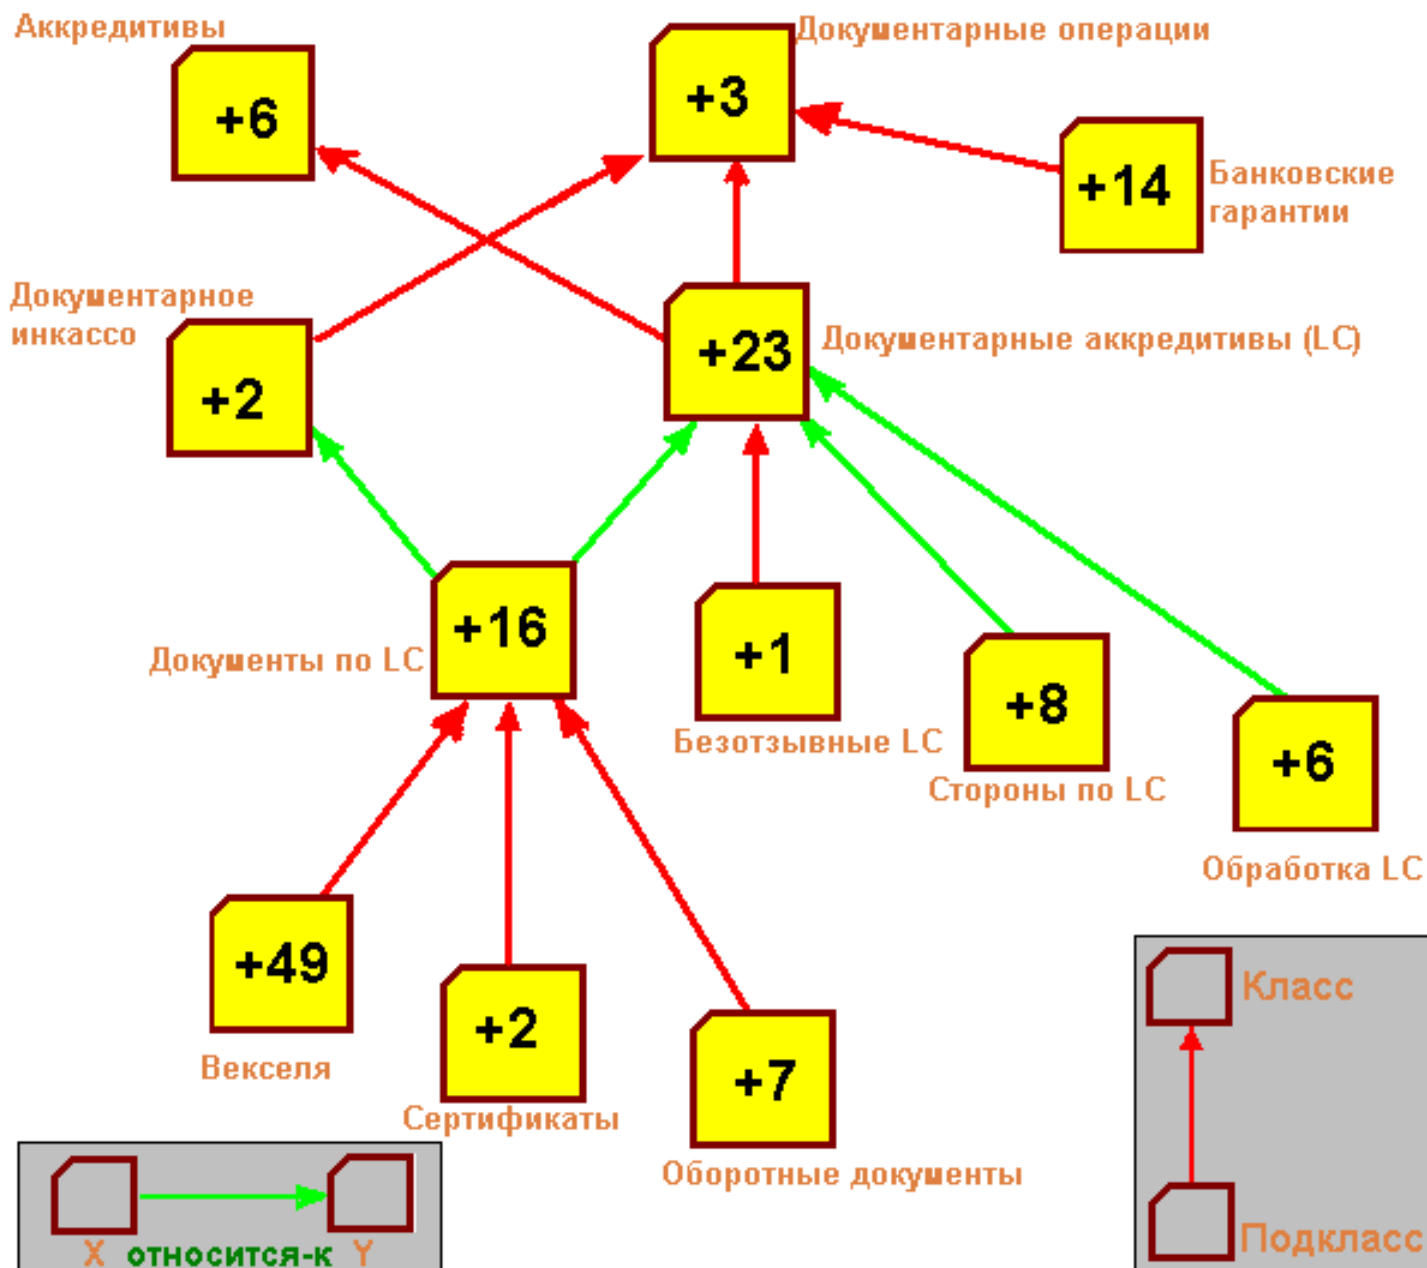 Аккредитивы
+6
Документарные операции
+3
+14
Банковские
гарантии
Документарное
инкассо
+2
+23
Документарные аккредитивы (LC)
+16
Документы по LC
+1
Безотзывные LC
+8
Стороны по LC
+6
Обработка LC
+49
Векселя
+2
Сертификаты
+7
Оборотные документы
Класс
Подкласс
X относится-к Y